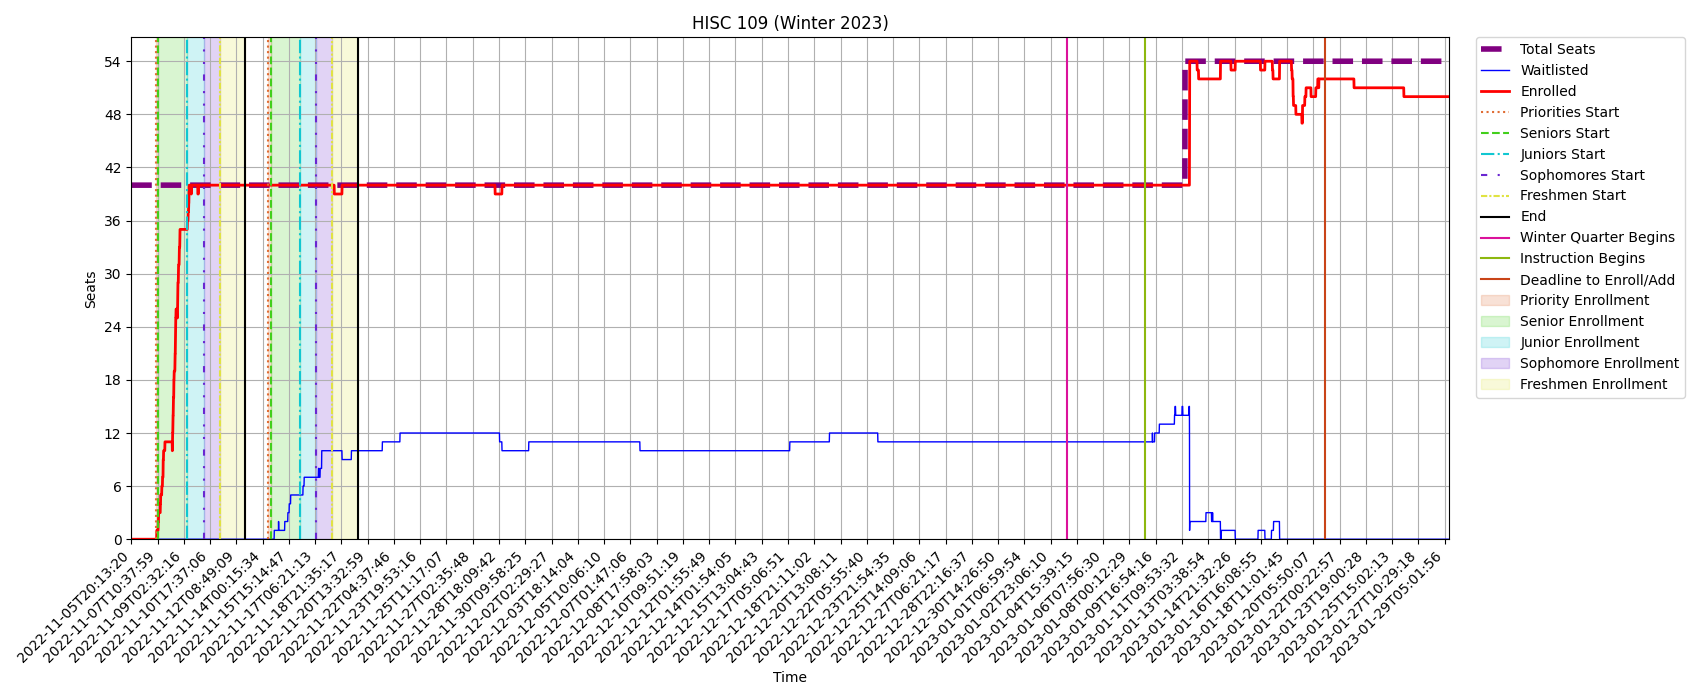 HISC 109 (Winter 2023)
Seats
54
48
42
36
30
24
18
12
6
0
2022-11-05T20:13:20
2022-11-07T10:37:59
2022-11-09T02:32:16
2022-11-10T17:37:06
2022-11-12T08:49:09
2022-11-14T00:15:34
2022-11-15T15:14:47
2022-11-17T06:21:13
2022-11-18T21:35:17
2022-11-20T13:32:59
2022-11-22T04:37:46
2022-11-23T19:53:16
2022-11-25T11:17:07
2022-11-27T02:35:48
2022-11-28T18:09:42
2022-11-30T09:58:25
2022-12-02T02:29:27
2022-12-03T18:14:04
2022-12-05T10:06:10
2022-12-07T01:47:06
2022-12-08T17:58:03
2022-12-10T09:51:19
2022-12-12T01:55:49
2022-12-14T01:54:05
2022-12-15T13:04:43
2022-12-17T05:06:51
2022-12-18T21:11:02
2022-12-20T13:08:11
2022-12-22T05:55:40
2022-12-23T21:54:35
2022-12-25T14:09:06
2022-12-27T06:21:17
2022-12-28T22:16:37
2022-12-30T14:26:50
2023-01-01T06:59:54
2023-01-02T23:06:10
2023-01-04T15:39:15
2023-01-06T07:56:30
2023-01-08T00:12:29
2023-01-09T16:54:16
2023-01-11T09:53:32
2023-01-13T03:38:54
2023-01-14T21:32:26
2023-01-16T16:08:55
2023-01-18T11:01:45
2023-01-20T05:50:07
2023-01-22T00:22:57
2023-01-23T19:00:28
2023-01-25T15:02:13
2023-01-27T10:29:18
2023-01-29T05:01:56
Time
Total Seats
Waitlisted
Enrolled
Priorities Start
Seniors Start
Juniors Start
Sophomores Start
Freshmen Start
End
Winter Quarter Begins
Instruction Begins
Deadline to Enroll/Add
Priority Enrollment
Senior Enrollment
Junior Enrollment
Sophomore Enrollment
Freshmen Enrollment